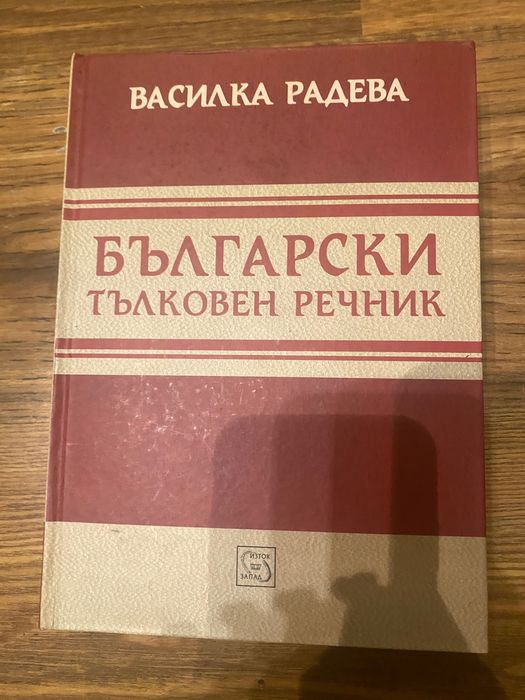 ВАСИЛКА РАДЕВА
БЪЛГАРСКИ
ТЪЛКОВЕН РЕЧНИК
ИЗТОК
ЗАПАД